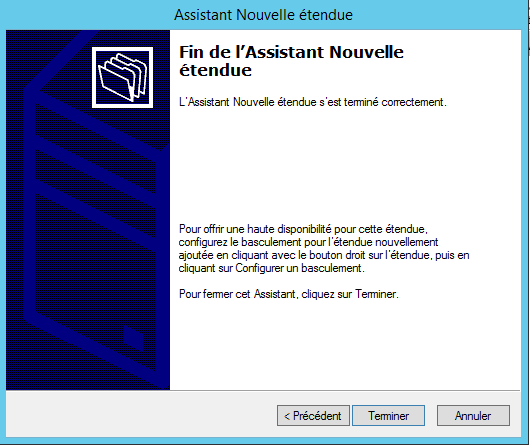 Assistant Nouvelle étendue
Fin de l'Assistant Nouvelle
étendue
L'Assistant Nouvelle étendue s'est terminé correctement.
Pour offrir une haute disponibilité pour cette étendue,
configurez le basculement pour l'étendue nouvellement
ajoutée en cliquant avec le bouton droit sur l'étendue, puis en
cliquant sur Configurer un basculement.
Pour fermer cet Assistant, cliquez sur Terminer.
< Précédent
Terminer
Annuler